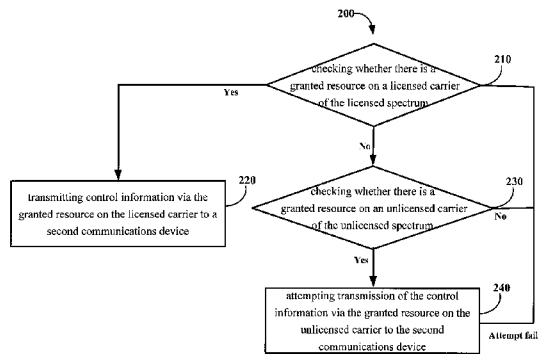 200
210
checking whether there is a
granted resource on a licensed carrier
of the licensed spectrum
Yes
No
220
transmitting control information via the
granted resource on the licensed carrier to a
second communications device
230
checking whether there is a
granted resource on an unlicensed carrier
of the unlicensed spectrum
No
Yes
240
attempting transmission of the control
information via the granted resource on the
unlicensed carrier to the second
communications device
Attempt fail